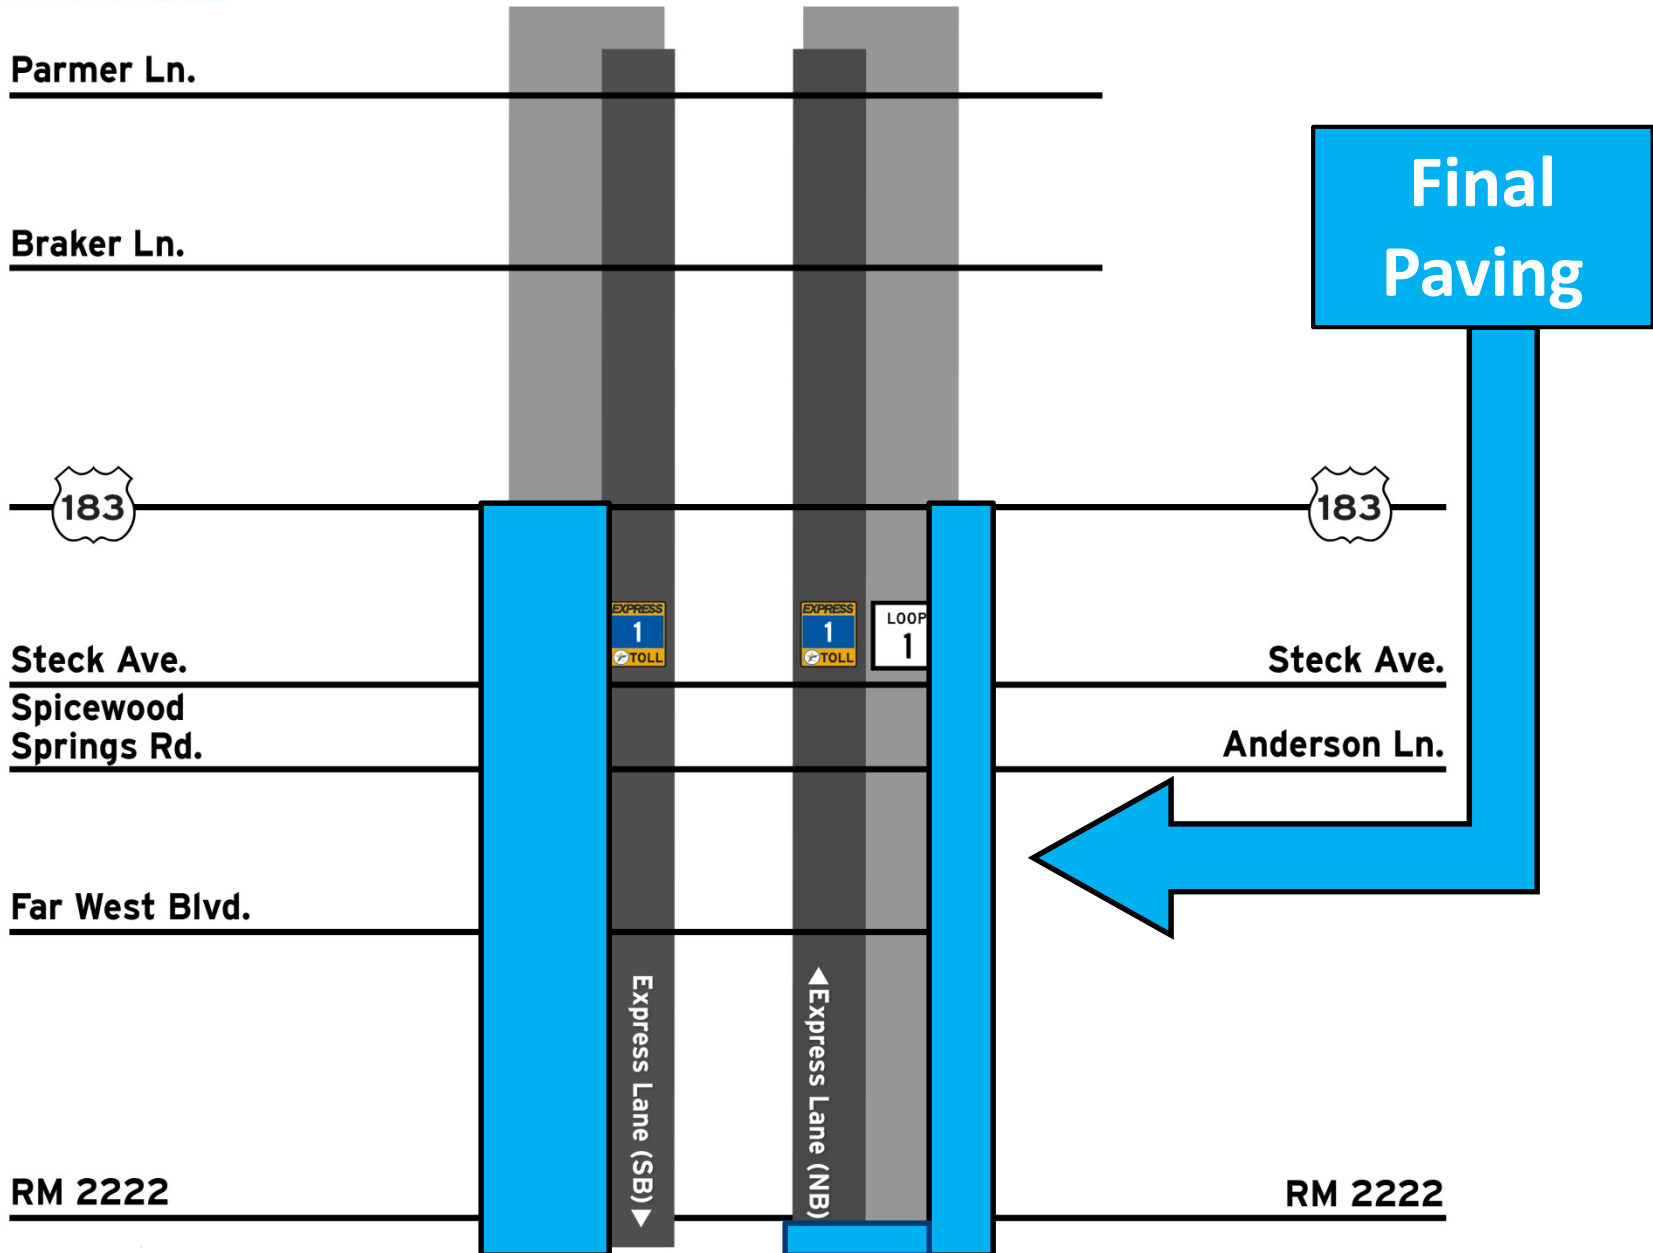 Parmer Ln.
Final
Paving
Braker Ln.
183
183
EXPRESS
1
TOLL
EXPRESS
1
TOLL
LOOP
1
Steck Ave.
Steck Ave.
Spicewood
Springs Rd.
Anderson Ln.
Far West Blvd.
Express Lane (SB)
Express Lane (NB)
RM 2222
RM 2222